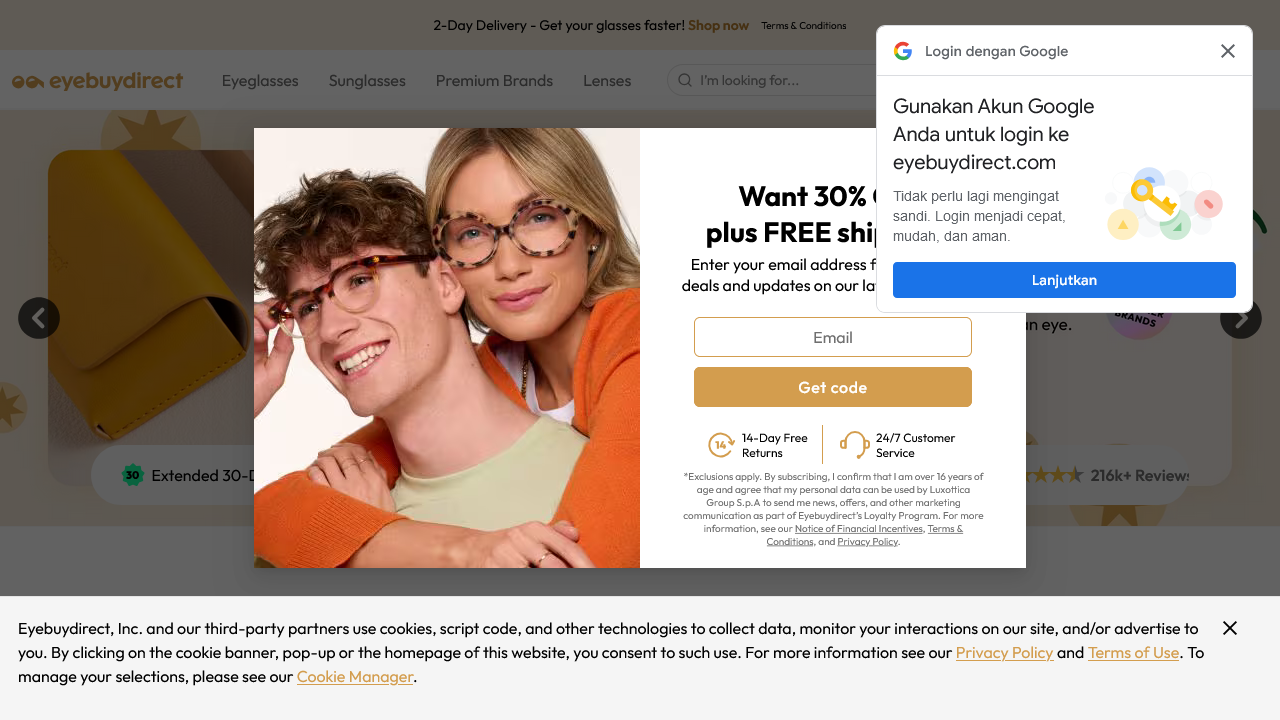 2-Day Delivery - Get your glasses faster! Shop now Terms & Conditions
eyebuydirect Eyeglasses Sunglasses Premium Brands Lenses I'm looking for...
Login dengan Google
Gunakan Akun Google
Anda untuk login ke
eyebuydirect.com
Tidak perlu lagi mengingat
sandi. Login menjadi cepat,
mudah, dan aman.
Lanjutkan
Want 30%
plus FREE
Enter your email address
deals and updates on our
an eye.
BRANDS
Email
Get code
14 14-Day Free
Returns
24/7 Customer
Service
30 Extended 30-D
216k+ Reviews
*Exclusions apply. By subscribing, I confirm that I am over 16 years of
age and agree that my personal data can be used by Luxottica
Group S.p.A to send me news, offers, and other marketing
communication as part of Eyebuydirect's Loyalty Program. For more
information, see our Notice of Financial Incentives, Terms &
Conditions, and Privacy Policy.
Eyebuydirect, Inc. and our third-party partners use cookies, script code, and other technologies to collect data, monitor your interactions on our site, and/or advertise to
you. By clicking on the cookie banner, pop-up or the homepage of this website, you consent to such use. For more information see our Privacy Policy and Terms of Use. To
manage your selections, please see our Cookie Manager.